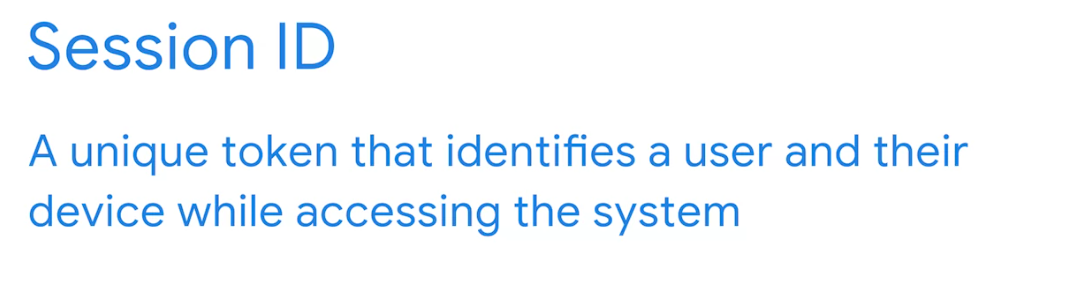 Session ID
A unique token that identifies a user and their
device while accessing the system